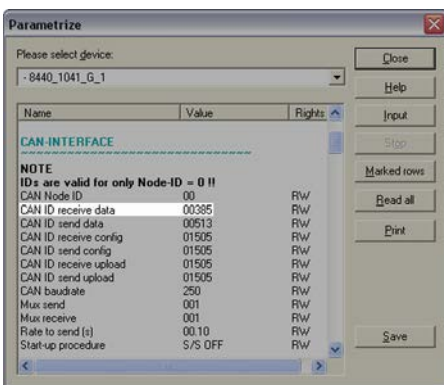 Parametrize
Please select device:
- 8440_1041_G_1
Close
Help
Input
Stop
Marked rows
Read all
Print
Save
Name Value Rights
CAN-INTERFACE
NOTE
IDs are valid for only Node-ID = 0 !!
CAN Node ID 00 RW
CAN ID receive data 00385 RW
CAN ID send data 00513 RW
CAN ID receive config 01505 RW
CAN ID send config 01505 RW
CAN ID receive upload 01505 RW
CAN ID send upload 01505 RW
CAN baudrate 250 RW
Mux send 001 RW
Mux receive 001 RW
Rate to send (s) 00.10 RW
Start-up procedure S/S OFF RW